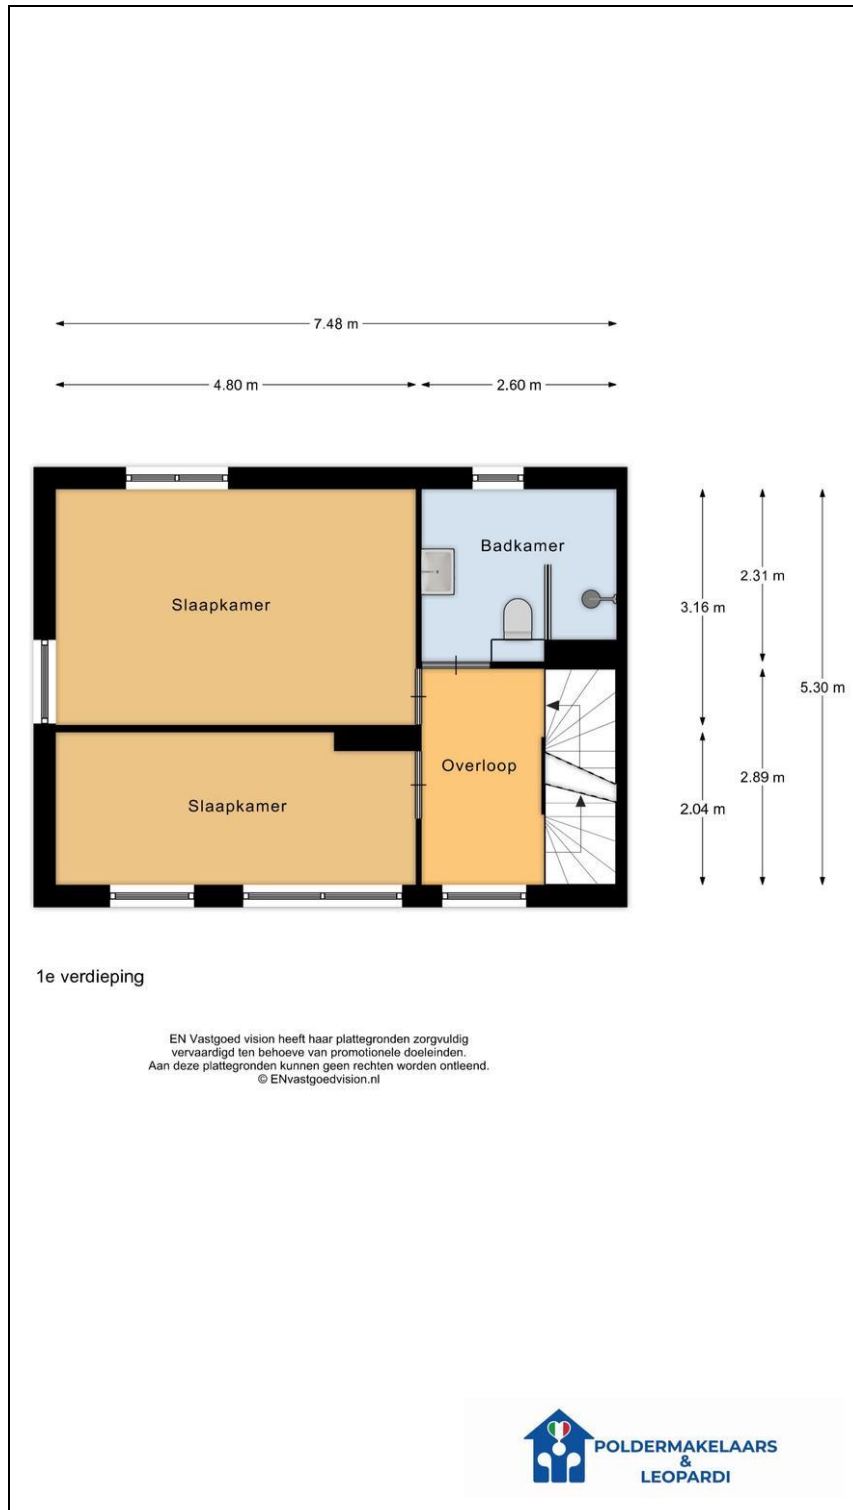 7.48 m
4.80 m
2.60 m
Badkamer
Slaapkamer
2.31 m
3.16 m
5.30 m
Overloop
2.89 m
Slaapkamer
2.04 m
1e verdieping
EN Vastgoed vision heeft haar plattegronden zorgvuldig
vervaardigd ten behoeve van promotionele doeleinden.
Aan deze plattegronden kunnen geen rechten worden ontleend.
© ENvastgoedvision.nl
POLDERMAKELAARS
&
LEOPARDI